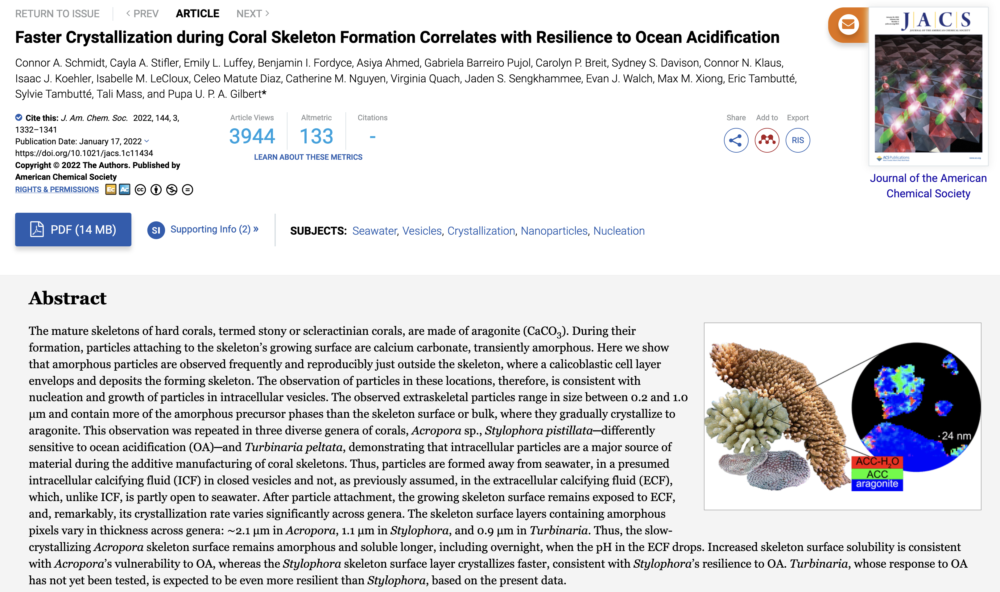 RETURN TO ISSUE
< PREV
ARTICLE
NEXT >
Faster Crystallization during Coral Skeleton Formation Correlates with Resilience to Ocean Acidification
Connor A. Schmidt, Cayla A. Stifler, Emily L. Luffey, Benjamin I. Fordyce, Asiya Ahmed, Gabriela Barreiro Pujol, Carolyn P. Breit, Sydney S. Davison, Connor N. Klaus,
Isaac J. Koehler, Isabelle M. LeCloux, Celeo Matute Diaz, Catherine M. Nguyen, Virginia Quach, Jaden S. Sengkhammee, Evan J. Walch, Max M. Xiong, Eric Tambutté,
Sylvie Tambutté, Tali Mass, and Pupa U. P. A. Gilbert*
Cite this: J. Am. Chem. Soc. 2022, 144, 3,
1332–1341
Publication Date: January 17, 2022
https://doi.org/10.1021/jacs.1c11434
Copyright © 2022 The Authors. Published by
American Chemical Society
RIGHTS & PERMISSIONS
Ec
Ac
cc
Article Views
3944
Altmetric
133
Citations
-
LEARN ABOUT THESE METRICS
Share
Add to
Export
RIS
J|A|C|S
JOURNAL OF THE AMERICAN CHEMICAL SOCIETY
ACS Publications
www.acs.org
Journal of the American
Chemical Society
PDF (14 MB)
SI
Supporting Info (2) »
SUBJECTS: Seawater, Vesicles, Crystallization, Nanoparticles, Nucleation
Abstract
The mature skeletons of hard corals, termed stony or scleractinian corals, are made of aragonite (CaCO₃). During their
formation, particles attaching to the skeleton’s growing surface are calcium carbonate, transiently amorphous. Here we show
that amorphous particles are observed frequently and reproducibly just outside the skeleton, where a calicoblastic cell layer
envelops and deposits the forming skeleton. The observation of particles in these locations, therefore, is consistent with
nucleation and growth of particles in intracellular vesicles. The observed extraskeletal particles range in size between 0.2 and 1.0
μm and contain more of the amorphous precursor phases than the skeleton surface or bulk, where they gradually crystallize to
aragonite. This observation was repeated in three diverse genera of corals, Acropora sp., Stylophora pistillata—differently
sensitive to ocean acidification (OA)—and Turbinaria peltata, demonstrating that intracellular particles are a major source of
material during the additive manufacturing of coral skeletons. Thus, particles are formed away from seawater, in a presumed
intracellular calcifying fluid (ICF) in closed vesicles and not, as previously assumed, in the extracellular calcifying fluid (ECF),
which, unlike ICF, is partly open to seawater. After particle attachment, the growing skeleton surface remains exposed to ECF,
and, remarkably, its crystallization rate varies significantly across genera. The skeleton surface layers containing amorphous
pixels vary in thickness across genera: ~2.1 μm in Acropora, 1.1 μm in Stylophora, and 0.9 μm in Turbinaria. Thus, the slow-
crystallizing Acropora skeleton surface remains amorphous and soluble longer, including overnight, when the pH in the ECF drops. Increased skeleton surface solubility is consistent
with Acropora’s vulnerability to OA, whereas the Stylophora skeleton surface layer crystallizes faster, consistent with Stylophora’s resilience to OA. Turbinaria, whose response to OA
has not yet been tested, is expected to be even more resilient than Stylophora, based on the present data.
24 nm
ACC-H₂O
ACC
aragonite